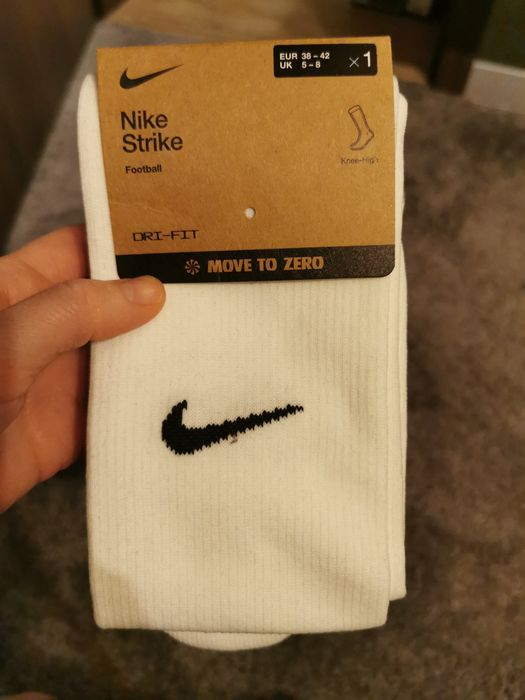 EUR 38 – 42
UK 5 – 8
× 1
Nike
Strike
Football
Knee-High
DRI-FIT
MOVE TO ZERO